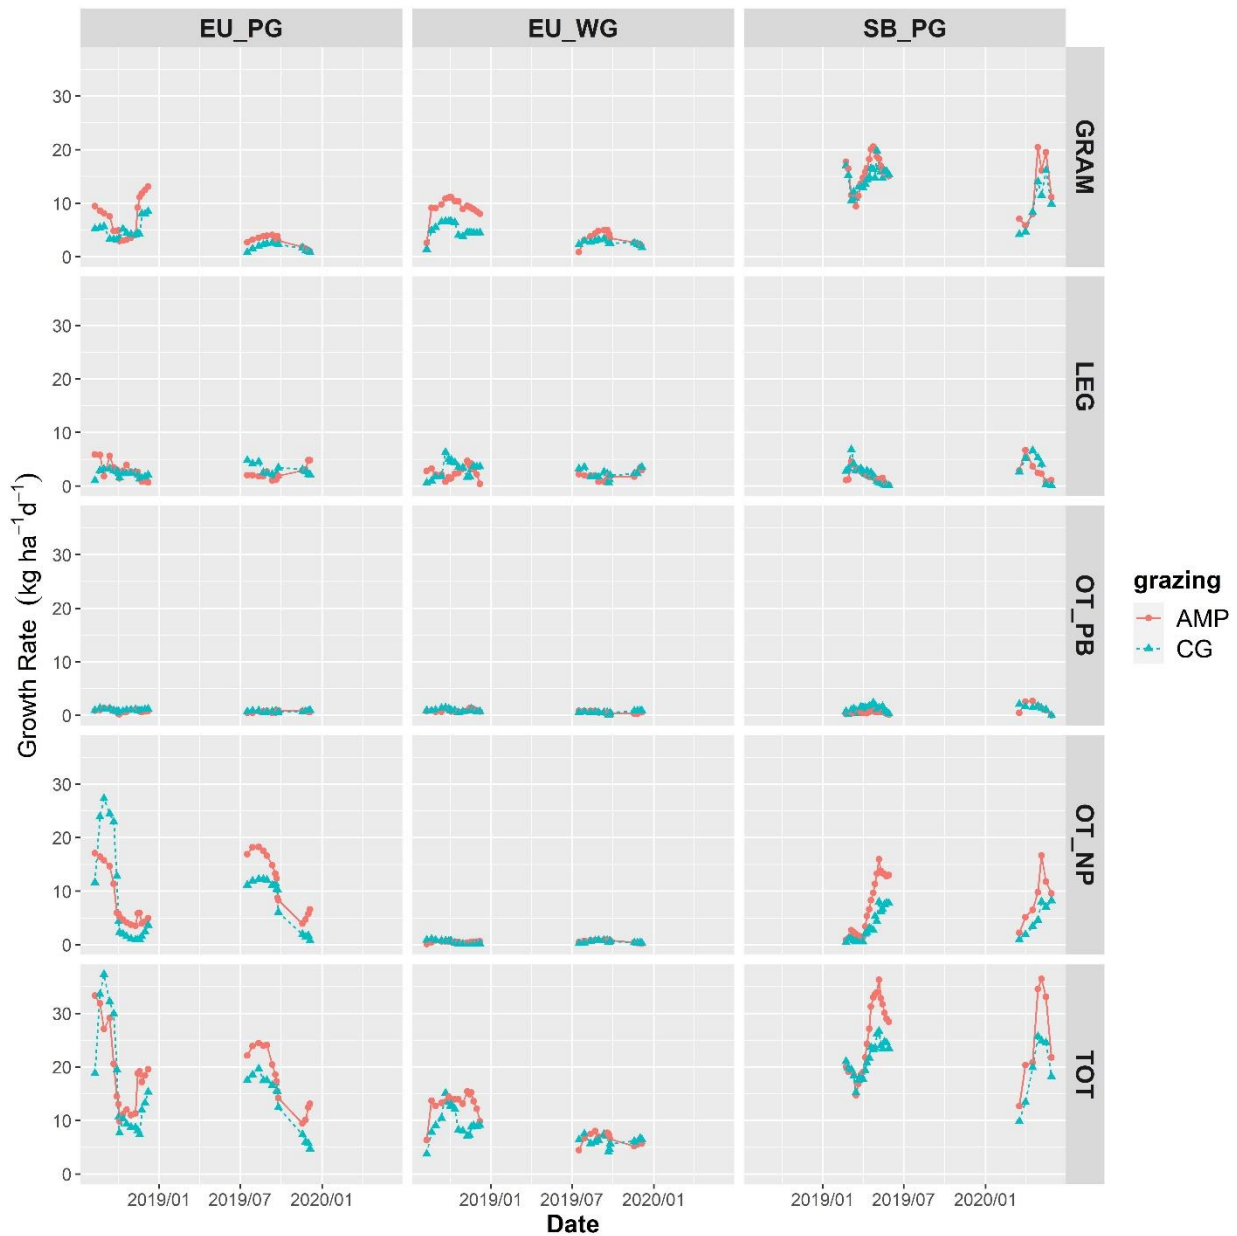 EU_PG EU_WG SB_PG
30
20
10
0
GRAM
30
20
10
0
LEG
30
20
10
0
OT_PB
30
20
10
0
OT_NP
30
20
10
0
TOT
2019/01 2019/07 2020/01 2019/01 2019/07 2020/01 2019/01 2019/07 2020/01
Date
Growth Rate (kg ha⁻¹d⁻¹)
grazing
AMP
CG